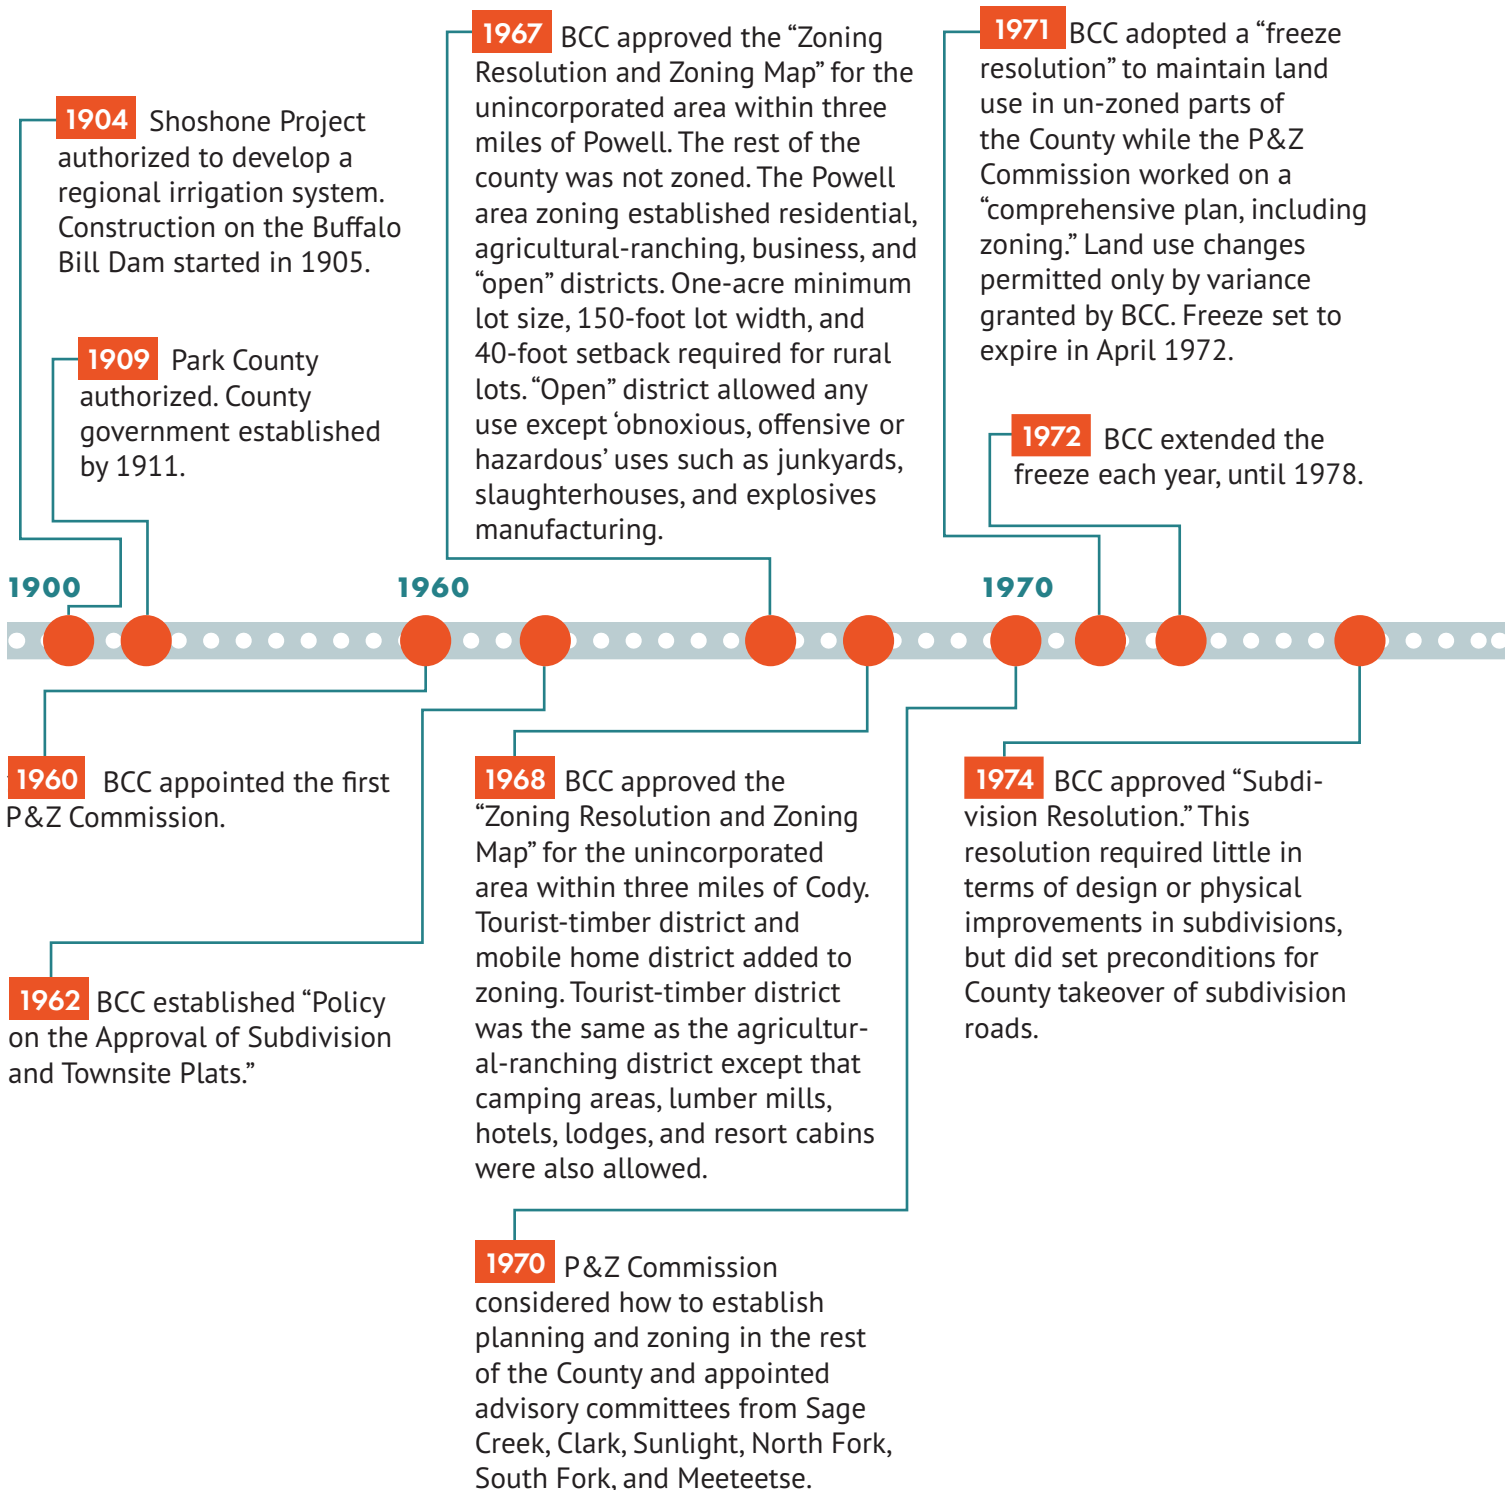 1904 Shoshone Project
authorized to develop a
regional irrigation system.
Construction on the Buffalo
Bill Dam started in 1905.
1909 Park County
authorized. County
government established
by 1911.
1967 BCC approved the “Zoning
Resolution and Zoning Map” for the
unincorporated area within three
miles of Powell. The rest of the
county was not zoned. The Powell
area zoning established residential,
agricultural-ranching, business, and
“open” districts. One-acre minimum
lot size, 150-foot lot width, and
40-foot setback required for rural
lots. “Open” district allowed any
use except ‘obnoxious, offensive or
hazardous’ uses such as junkyards,
slaughterhouses, and explosives
manufacturing.
1971 BCC adopted a “freeze
resolution” to maintain land
use in un-zoned parts of
the County while the P&Z
Commission worked on a
“comprehensive plan, including
zoning.” Land use changes
permitted only by variance
granted by BCC. Freeze set to
expire in April 1972.
1972 BCC extended the
freeze each year, until 1978.
1900
1960
1970
1960 BCC appointed the first
P&Z Commission.
1962 BCC established “Policy
on the Approval of Subdivision
and Townsite Plats.”
1968 BCC approved the
“Zoning Resolution and Zoning
Map” for the unincorporated
area within three miles of Cody.
Tourist-timber district and
mobile home district added to
zoning. Tourist-timber district
was the same as the agricultur-
al-ranching district except that
camping areas, lumber mills,
hotels, lodges, and resort cabins
were also allowed.
1970 P&Z Commission
considered how to establish
planning and zoning in the rest
of the County and appointed
advisory committees from Sage
Creek, Clark, Sunlight, North Fork,
South Fork, and Meeteetse.
1974 BCC approved “Subdi-
vision Resolution.” This
resolution required little in
terms of design or physical
improvements in subdivisions,
but did set preconditions for
County takeover of subdivision
roads.